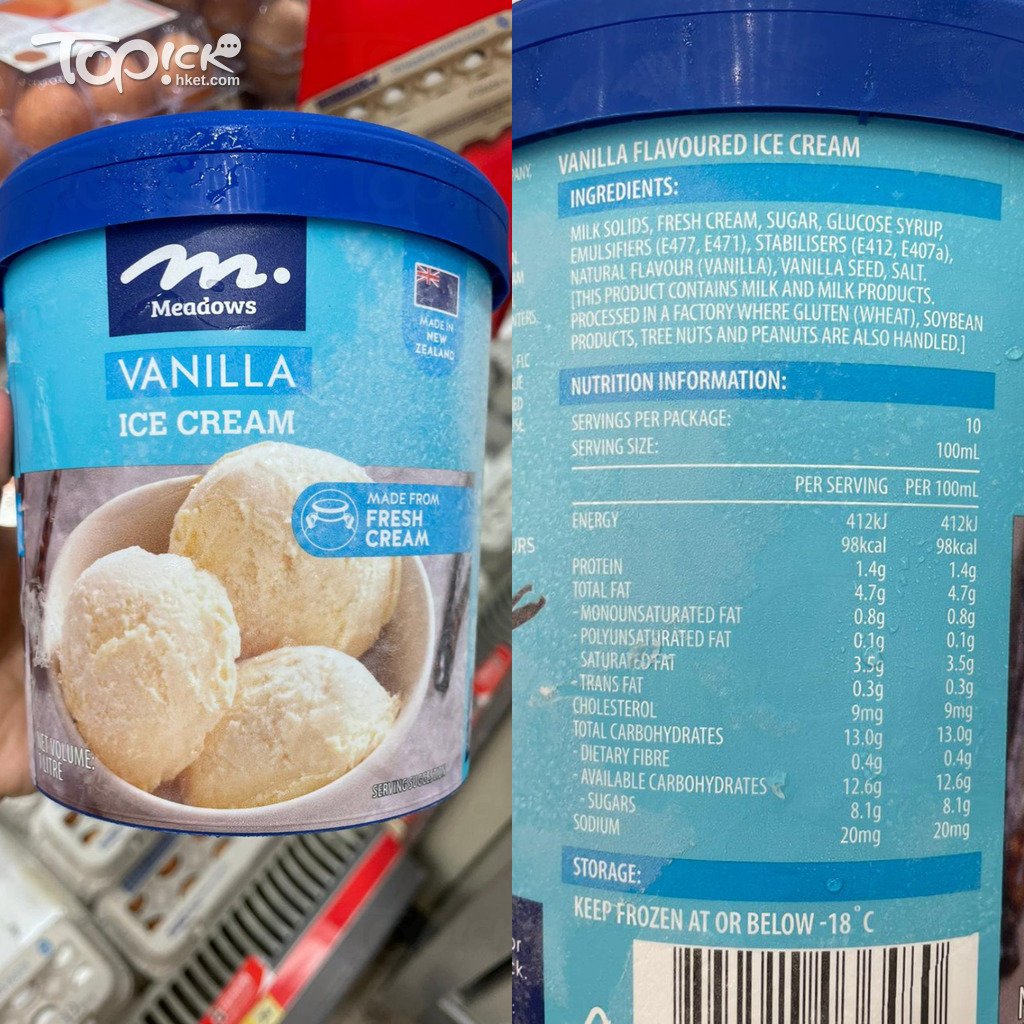 TOPICK
hket.com
m.
Meadows
VANILLA
ICE CREAM
MADE IN
NEW
ZEALAND
MADE FROM
FRESH
CREAM
NET VOLUME:
1 LITRE
SERVING SUGGESTION
VANILLA FLAVOURED ICE CREAM
INGREDIENTS:
MILK SOLIDS, FRESH CREAM, SUGAR, GLUCOSE SYRUP,
EMULSIFIERS (E477, E471), STABILISERS (E412, E407a),
NATURAL FLAVOUR (VANILLA), VANILLA SEED, SALT.
[THIS PRODUCT CONTAINS MILK AND MILK PRODUCTS.
PROCESSED IN A FACTORY WHERE GLUTEN (WHEAT), SOYBEAN
PRODUCTS, TREE NUTS AND PEANUTS ARE ALSO HANDLED.]
NUTRITION INFORMATION:
SERVINGS PER PACKAGE: 10
SERVING SIZE: 100mL
PER SERVING PER 100mL
ENERGY 412kJ 412kJ
98kcal 98kcal
PROTEIN 1.4g 1.4g
TOTAL FAT 4.7g 4.7g
- MONOUNSATURATED FAT 0.8g 0.8g
- POLYUNSATURATED FAT 0.1g 0.1g
SATURATED FAT 3.5g 3.5g
- TRANS FAT 0.3g 0.3g
CHOLESTEROL 9mg 9mg
TOTAL CARBOHYDRATES 13.0g 13.0g
- DIETARY FIBRE 0.4g 0.4g
- AVAILABLE CARBOHYDRATES 12.6g 12.6g
- SUGARS 8.1g 8.1g
SODIUM 20mg 20mg
STORAGE:
KEEP FROZEN AT OR BELOW -18°C